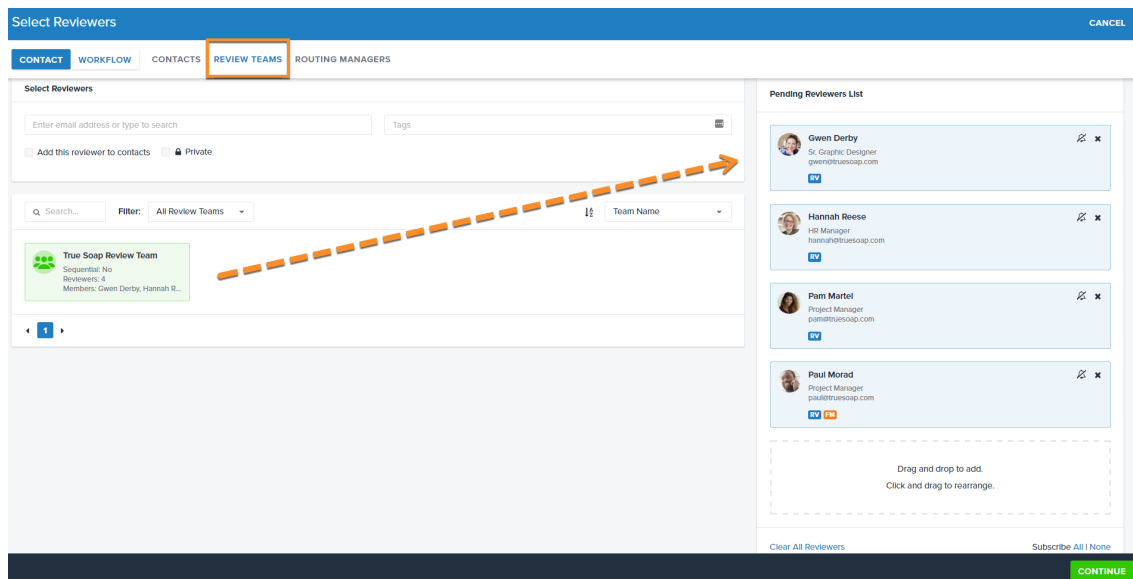 Select Reviewers
CANCEL
CONTACT WORKFLOW CONTACTS REVIEW TEAMS ROUTING MANAGERS
Select Reviewers
Enter email address or type to search
Tags
Add this reviewer to contacts
Private
Search...
Filter:
All Review Teams
Team Name
True Soap Review Team
Sequential: No
Reviewers: 4
Members: Gwen Derby, Hannah R...
1
Pending Reviewers List
Gwen Derby
Sr. Graphic Designer
gwen@truesoap.com
RV
Hannah Reese
HR Manager
hannah@truesoap.com
RV
Pam Martel
Project Manager
pam@truesoap.com
RV
Paul Morad
Project Manager
paul@truesoap.com
RV FM
Drag and drop to add.
Click and drag to rearrange.
Clear All Reviewers
Subscribe All | None
CONTINUE